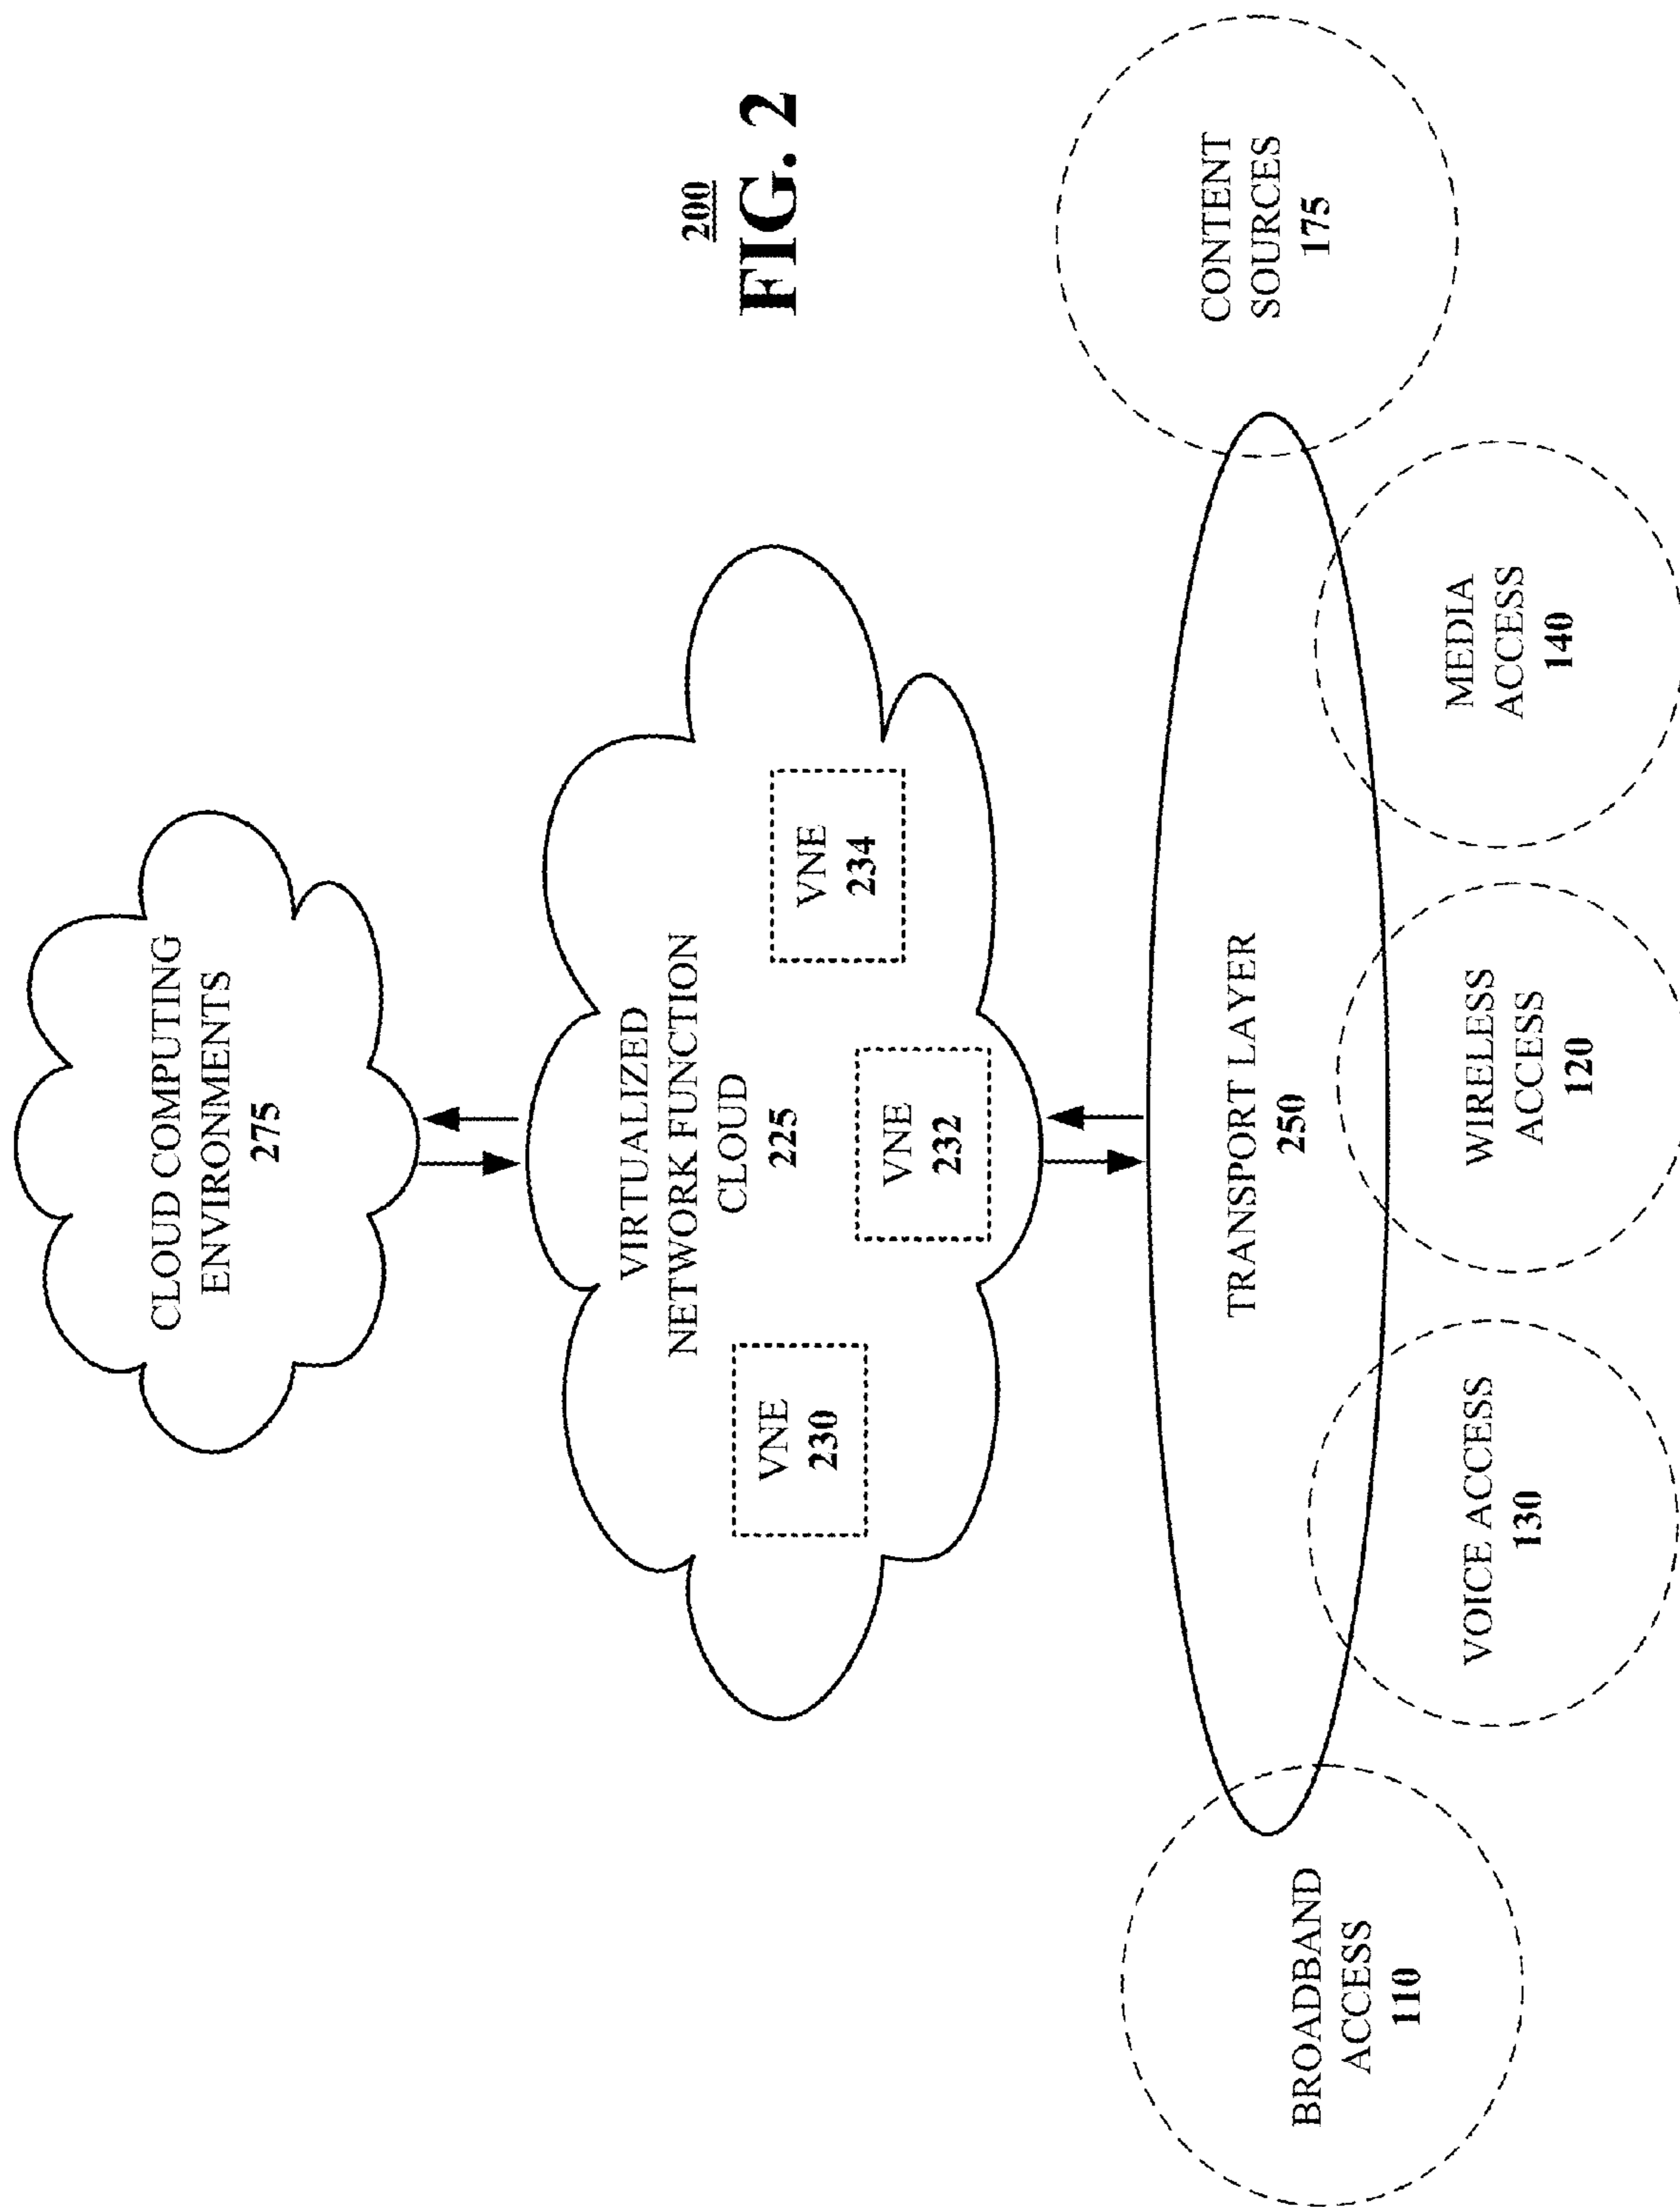 CLOUD COMPUTING
ENVIRONMENTS
275
VIRTUALIZED
NETWORK FUNCTION
CLOUD
225
VNE
230
VNE
232
VNE
234
200
FIG. 2
TRANSPORT LAYER
250
BROADBAND
ACCESS
110
VOICE ACCESS
130
WIRELESS
ACCESS
120
MEDIA
ACCESS
140
CONTENT
SOURCES
175